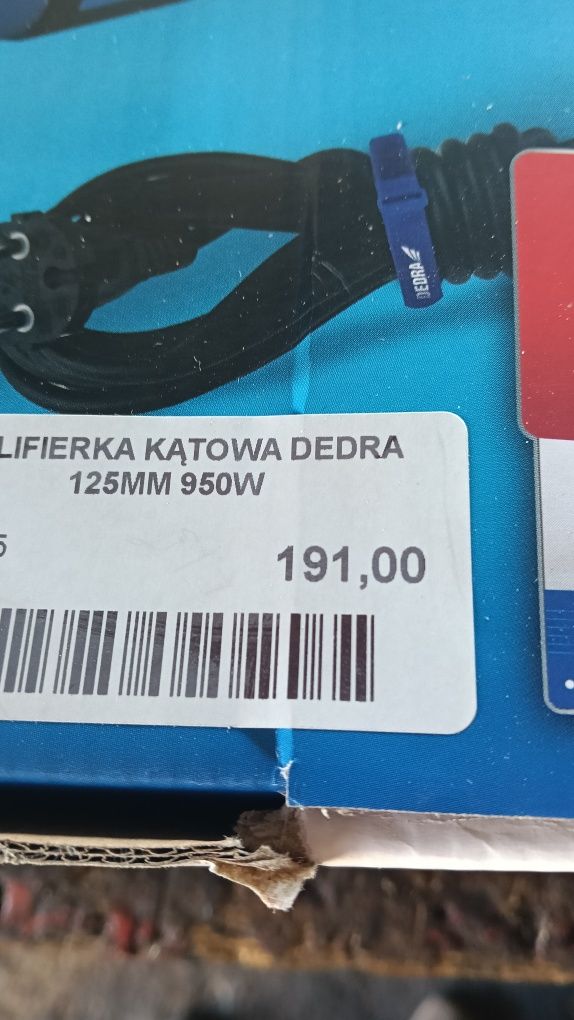 DEDRA
LIFIERKA KĄTOWA DEDRA
125MM 950W
5
191,00